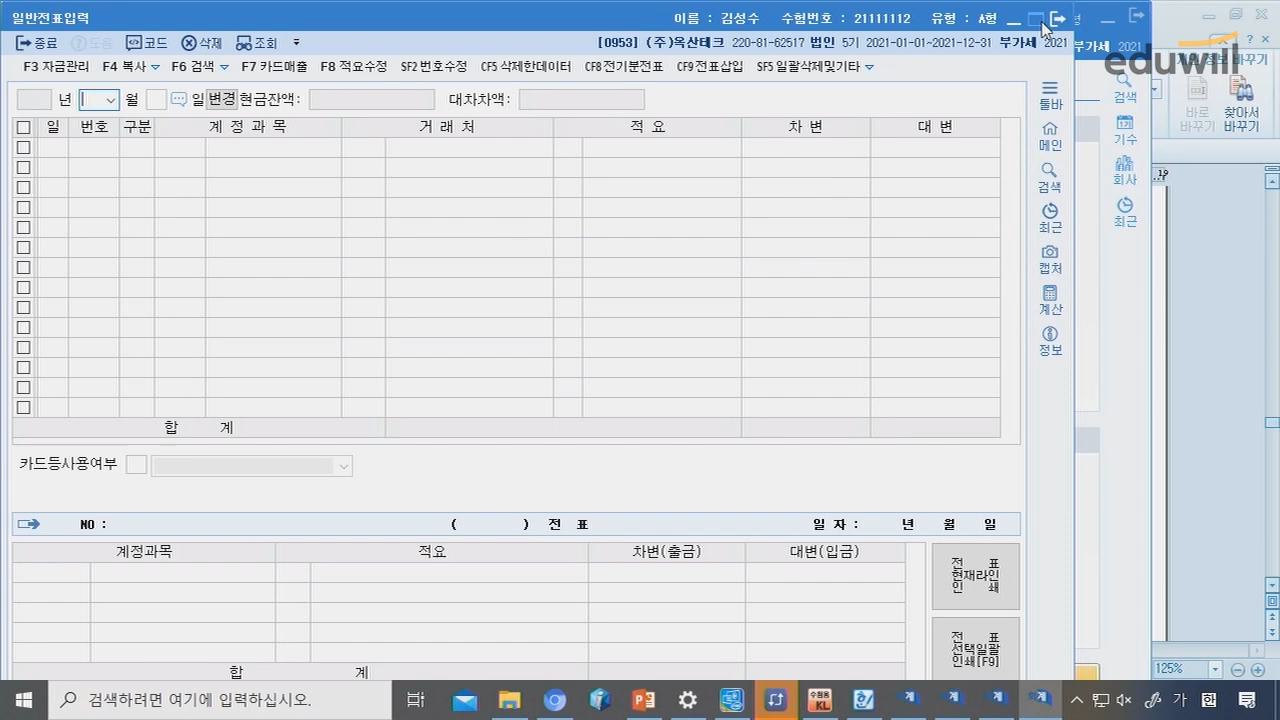 일반전표입력 이름 : 김성수 수험번호 : 21111112 유형 : A형
종료 도움 코드 삭제 조회 [0953] (주)옥산테크 220-81-62517 법인 5기 2021-01-01~2021-12-31 부가세 2021
부가세 2021
eduwill
F3 자금관리 F4 복사 F6 검색 F7 카드매출 F8 적요수정
CF8전기분전표 CF9전표삽입 SF5일괄삭제및기타
년 월 일 변경 현금잔액: 대차차액:
일 번호 구분 계정과목 거래처 적요 차변 대변
합 계
카드등사용여부
NO : ( ) 전 표 일 자 : 년 월 일
계정과목 적요 차변(출금) 대변(입금)
전 표
현재라인
인 쇄
전 표
선택일괄
인쇄[F9]
합 계
툴바
메인
검색
최근
캡처
계산
정보
검색
기수
회사
최근
바로
바꾸기
찾아서
바꾸기
125%
검색하려면 여기에 입력하십시오.
수험용
KL
가
한